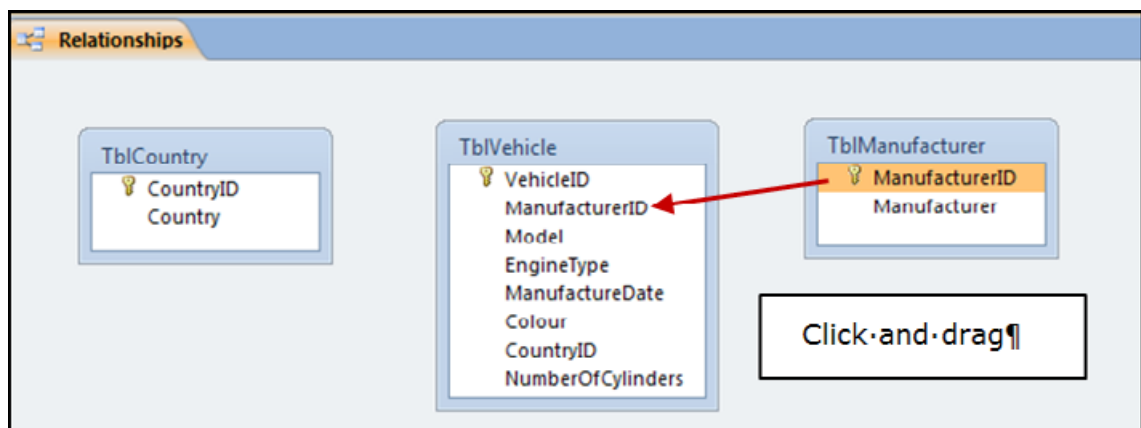 Relationships
TblCountry
CountryID
Country
TblVehicle
VehicleID
ManufacturerID
Model
EngineType
ManufactureDate
Colour
CountryID
NumberOfCylinders
TblManufacturer
ManufacturerID
Manufacturer
Click·and·drag¶